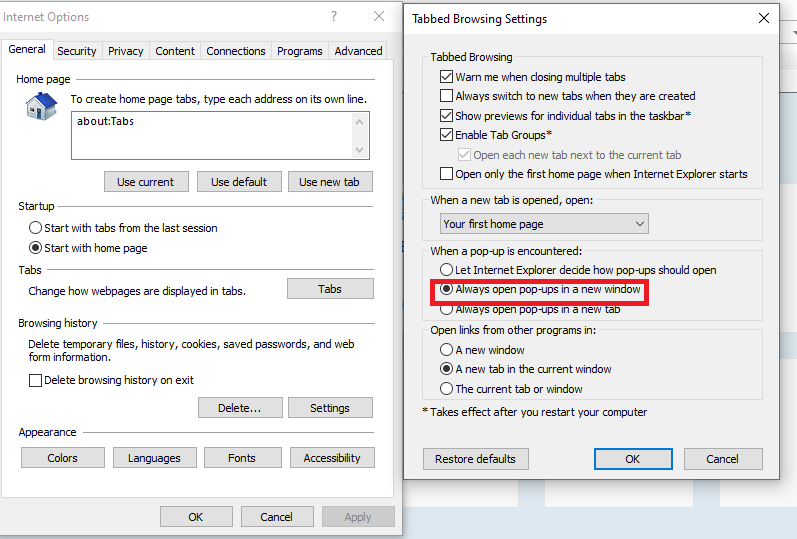 Internet Options
?
General
Security
Privacy
Content
Connections
Programs
Advanced
Home page
To create home page tabs, type each address on its own line.
about:Tabs
Use current
Use default
Use new tab
Startup
Start with tabs from the last session
Start with home page
Tabs
Change how webpages are displayed in tabs.
Tabs
Browsing history
Delete temporary files, history, cookies, saved passwords, and web
form information.
Delete browsing history on exit
Delete...
Settings
Appearance
Colors
Languages
Fonts
Accessibility
OK
Cancel
Apply
Tabbed Browsing Settings
Tabbed Browsing
Warn me when closing multiple tabs
Always switch to new tabs when they are created
Show previews for individual tabs in the taskbar*
Enable Tab Groups*
Open each new tab next to the current tab
Open only the first home page when Internet Explorer starts
When a new tab is opened, open:
Your first home page
When a pop-up is encountered:
Let Internet Explorer decide how pop-ups should open
Always open pop-ups in a new window
Always open pop-ups in a new tab
Open links from other programs in:
A new window
A new tab in the current window
The current tab or window
* Takes effect after you restart your computer
Restore defaults
OK
Cancel